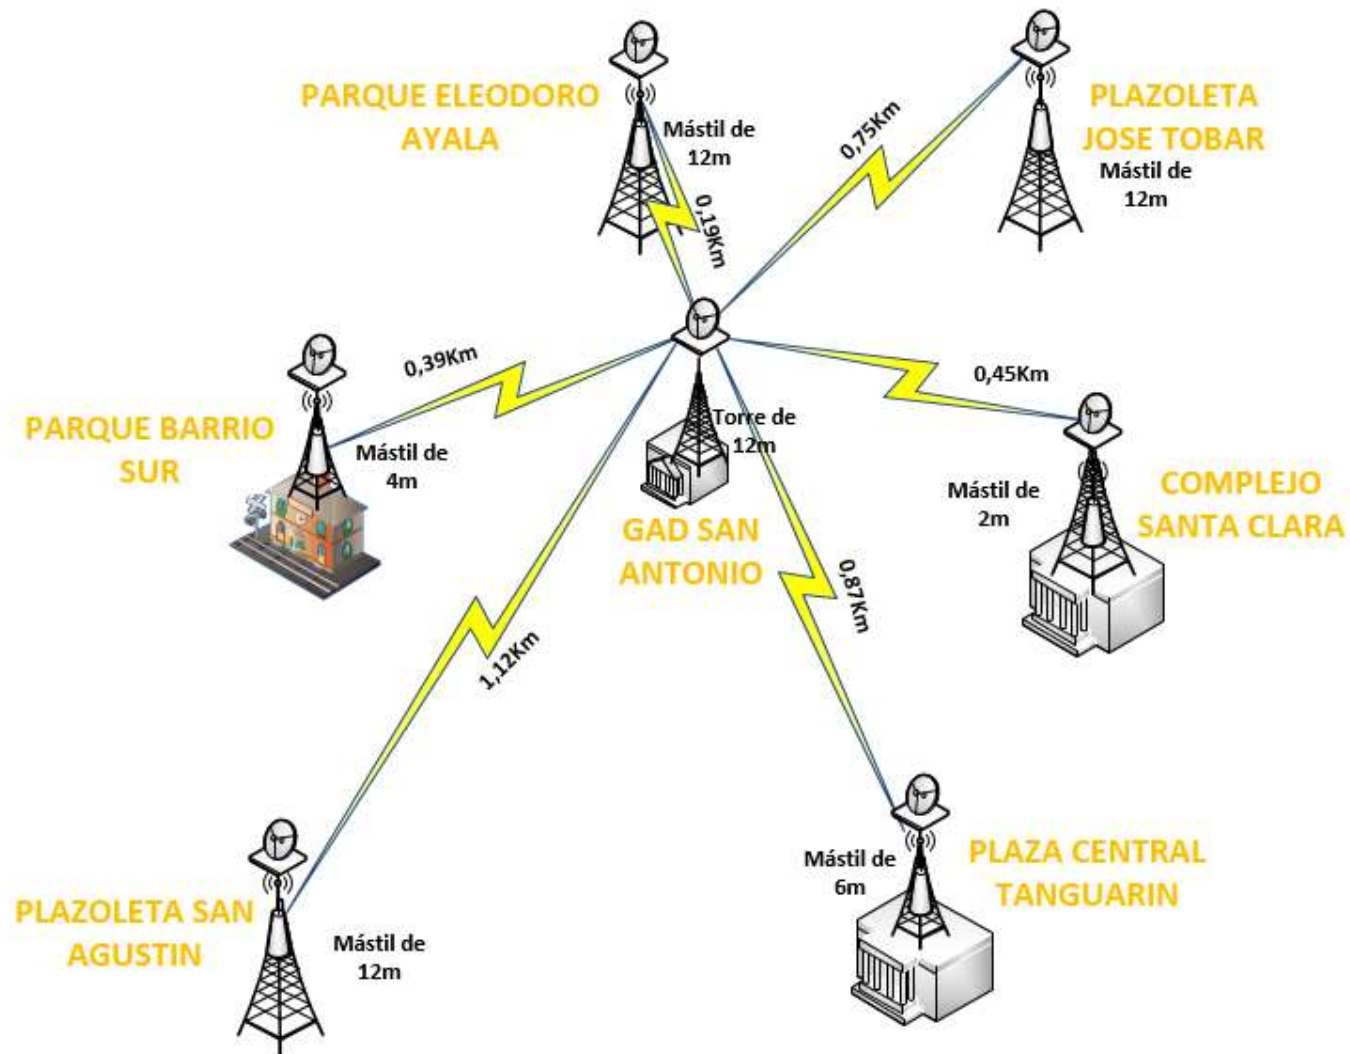 PARQUE ELEODORO
AYALA
Mástil de
12m
0,19Km
0,75Km
PLAZOLETA
JOSE TOBAR
Mástil de
12m
0,39Km
PARQUE BARRIO
SUR
Mástil de
4m
Torre de
12m
GAD SAN
ANTONIO
0,45Km
Mástil de
2m
COMPLEJO
SANTA CLARA
0,87Km
1,12Km
Mástil de
6m
PLAZA CENTRAL
TANGUARIN
PLAZOLETA SAN
AGUSTIN
Mástil de
12m